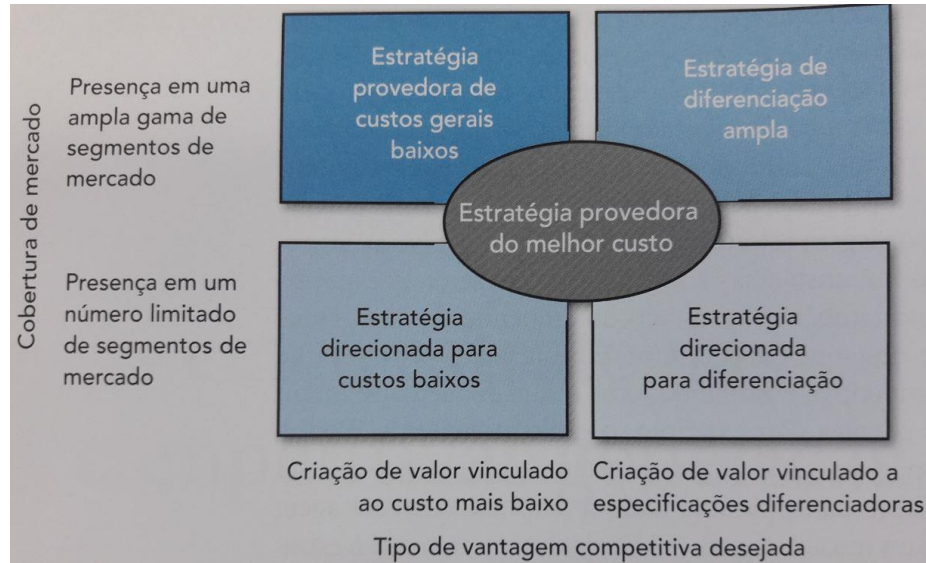 Cobertura de mercado
Presença em uma
ampla gama de
segmentos de
mercado
Estratégia
provedora de
custos gerais
baixos
Estratégia de
diferenciação
ampla
Estratégia provedora
do melhor custo
Presença em um
número limitado
de segmentos de
mercado
Estratégia
direcionada para
custos baixos
Estratégia
direcionada
para diferenciação
Criação de valor vinculado
ao custo mais baixo
Criação de valor vinculado a
especificações diferenciadoras
Tipo de vantagem competitiva desejada